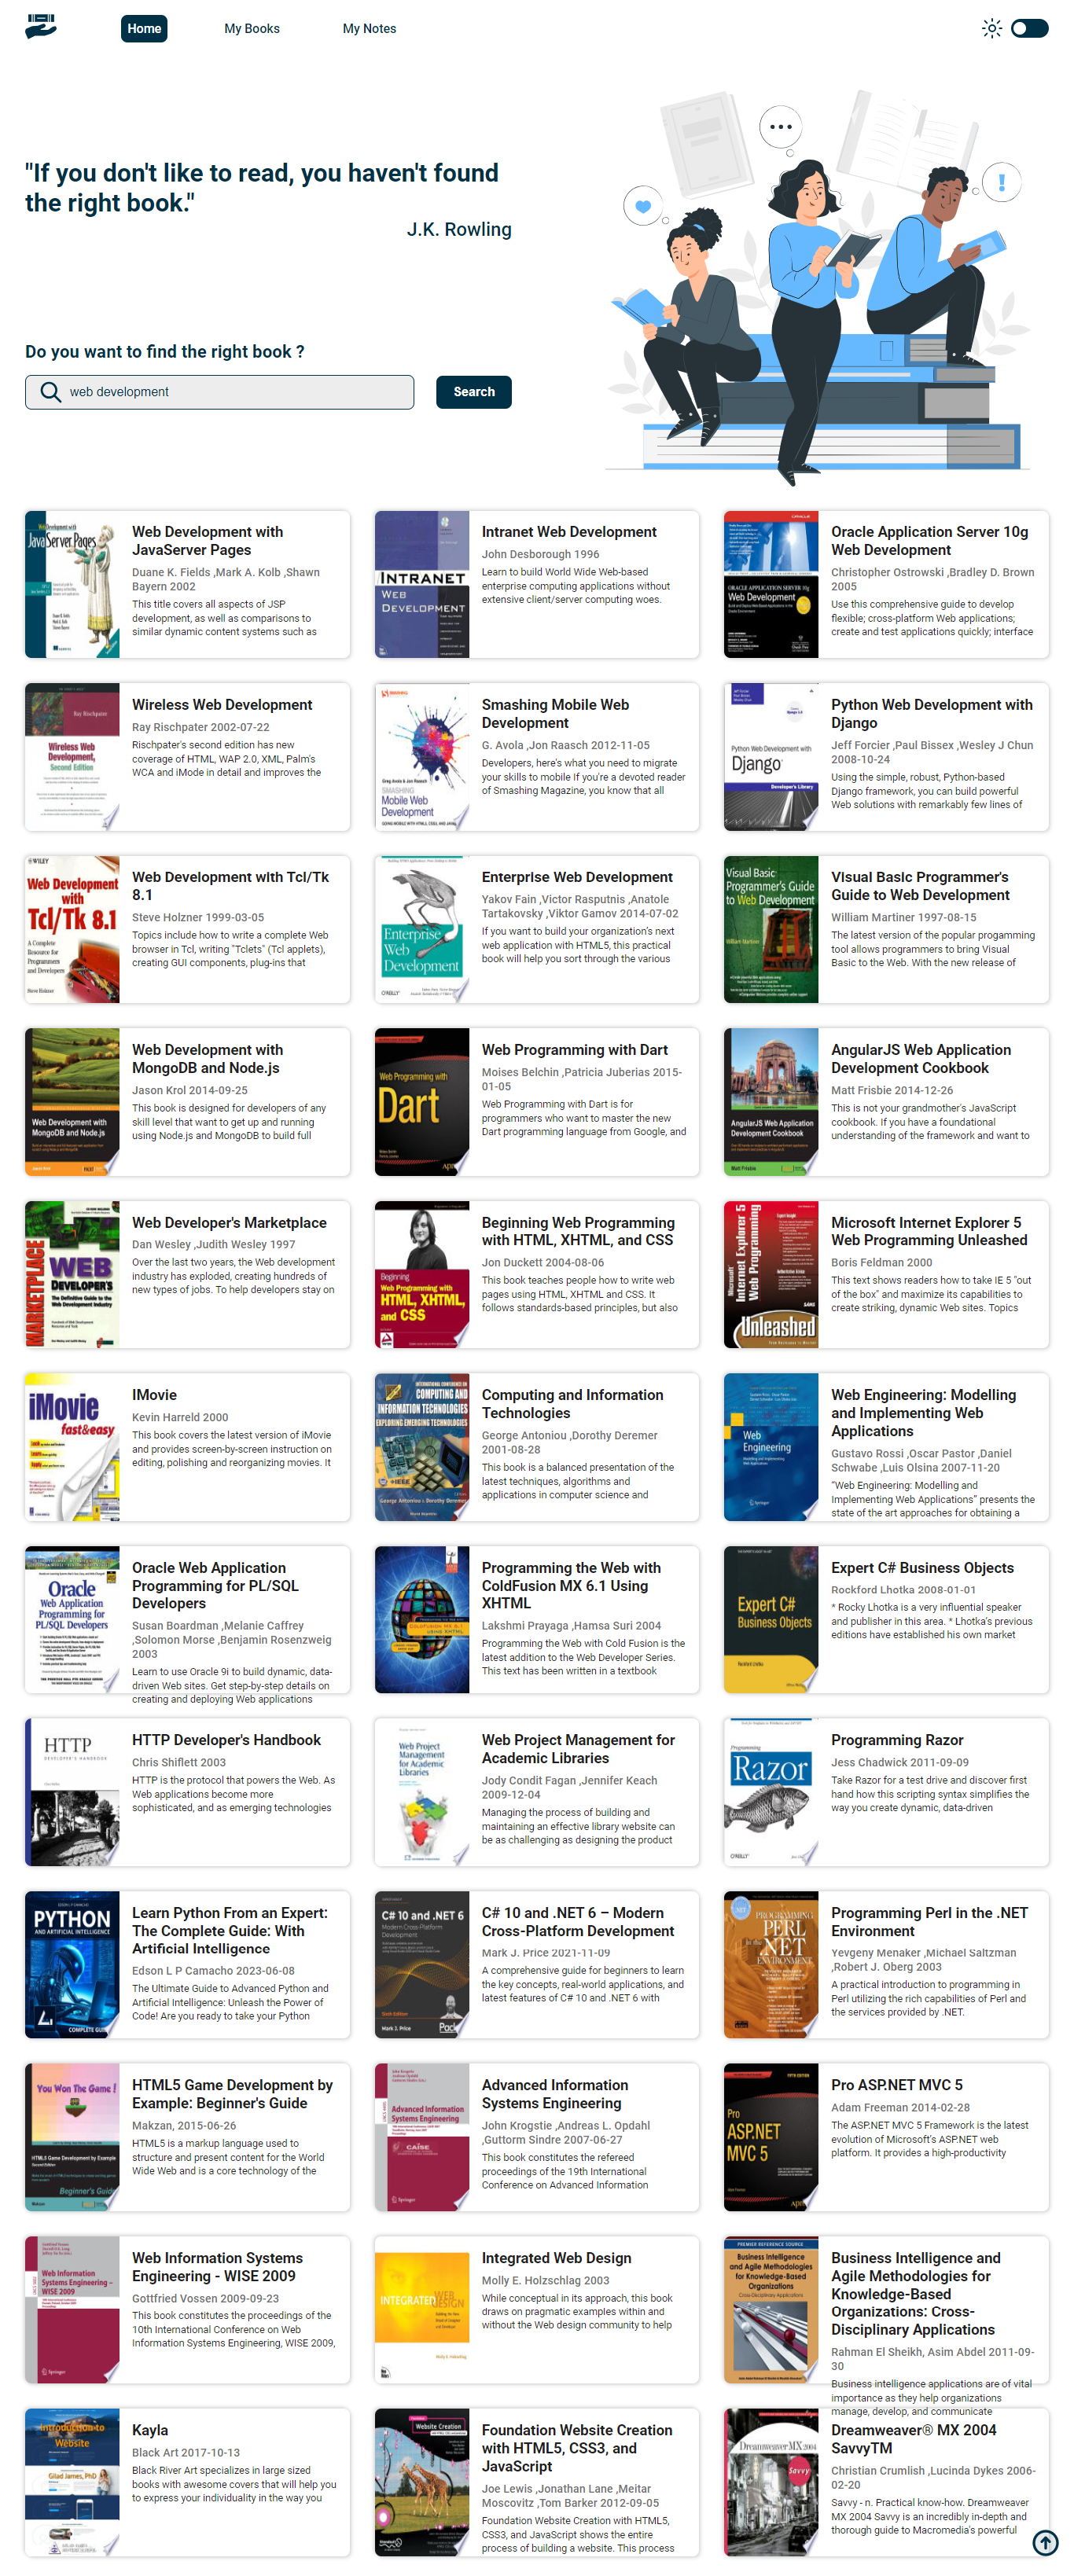 Home
My Books
My Notes
"If you don't like to read, you haven't found
the right book."
J.K. Rowling
Do you want to find the right book ?
web development
Search
Web Development with
JavaServer Pages
Duane K. Fields ,Mark A. Kolb ,Shawn
Bayern 2002
This title covers all aspects of JSP
development, as well as comparisons to
similar dynamic content systems such as
Intranet Web Development
John Desborough 1996
Learn to build World Wide Web-based
enterprise computing applications without
extensive client/server computing woes.
Oracle Application Server 10g
Web Development
Christopher Ostrowski ,Bradley D. Brown
2005
Use this comprehensive guide to develop
flexible; cross-platform Web applications;
create and test applications quickly; interface
Wireless Web Development
Ray Rischpater 2002-07-22
Rischpater's second edition has new
coverage of HTML, WAP 2.0, XML, Palm's
WCA and iMode in detail and improves the
Smashing Mobile Web
Development
G. Avola ,Jon Raasch 2012-11-05
Developers, here's what you need to migrate
your skills to mobile If you're a devoted reader
of Smashing Magazine, you know that all
Python Web Development with
Django
Jeff Forcier ,Paul Bissex ,Wesley J Chun
2008-10-24
Using the simple, robust, Python-based
Django framework, you can build powerful
Web solutions with remarkably few lines of
Web Development with Tcl/Tk
8.1
Steve Holzner 1999-03-05
Topics include how to write a complete Web
browser in Tcl, writing "Tclets" (Tcl applets),
creating GUI components, plug-ins that
Enterprise Web Development
Yakov Fain ,Victor Rasputnis ,Anatole
Tartakovsky ,Viktor Gamov 2014-07-02
If you want to build your organization's next
web application with HTML5, this practical
book will help you sort through the various
Visual Basic Programmer's
Guide to Web Development
William Martiner 1997-08-15
The latest version of the popular progamming
tool allows programmers to bring Visual
Basic to the Web. With the new release of
Web Development with
MongoDB and Node.js
Jason Krol 2014-09-25
This book is designed for developers of any
skill level that want to get up and running
using Node.js and MongoDB to build full
Web Programming with Dart
Moises Belchin ,Patricia Juberias 2015-
01-05
Web Programming with Dart is for
programmers who want to master the new
Dart programming language from Google, and
AngularJS Web Application
Development Cookbook
Matt Frisbie 2014-12-26
This is not your grandmother's JavaScript
cookbook. If you have a foundational
understanding of the framework and want to
Web Developer's Marketplace
Dan Wesley ,Judith Wesley 1997
Over the last two years, the Web development
industry has exploded, creating hundreds of
new types of jobs. To help developers stay on
Beginning Web Programming
with HTML, XHTML, and CSS
Jon Duckett 2004-08-06
This book teaches people how to write web
pages using HTML, XHTML and CSS. It
follows standards-based principles, but also
Microsoft Internet Explorer 5
Web Programming Unleashed
Boris Feldman 2000
This text shows readers how to take IE 5 "out
of the box" and maximize its capabilities to
create striking, dynamic Web sites. Topics
IMovie
Kevin Harreld 2000
This book covers the latest version of iMovie
and provides screen-by-screen instruction on
editing, polishing and reorganizing movies. It
Computing and Information
Technologies
George Antoniou ,Dorothy Deremer
2001-08-28
This book is a balanced presentation of the
latest techniques, algorithms and
applications in computer science and
Web Engineering: Modelling
and Implementing Web
Applications
Gustavo Rossi ,Oscar Pastor ,Daniel
Schwabe ,Luis Olsina 2007-11-20
"Web Engineering: Modelling and
Implementing Web Applications" presents the
state of the art approaches for obtaining a
Oracle Web Application
Programming for PL/SQL
Developers
Susan Boardman ,Melanie Caffrey
,Solomon Morse ,Benjamin Rosenzweig
2003
Learn to use Oracle 9i to build dynamic, data-
driven Web sites. Get step-by-step details on
creating and deploying Web applications
Programming the Web with
ColdFusion MX 6.1 Using
XHTML
Lakshmi Prayaga ,Hamsa Suri 2004
Programming the Web with Cold Fusion is the
latest addition to the Web Developer Series.
This text has been written in a textbook
Expert C# Business Objects
Rockford Lhotka 2008-01-01
* Rocky Lhotka is a very influential speaker
and publisher in this area. * Lhotka's previous
editions have established his own market
HTTP Developer's Handbook
Chris Shiflett 2003
HTTP is the protocol that powers the Web. As
Web applications become more
sophisticated, and as emerging technologies
Web Project Management for
Academic Libraries
Jody Condit Fagan ,Jennifer Keach
2009-12-04
Managing the process of building and
maintaining an effective library website can
be as challenging as designing the product
Programming Razor
Jess Chadwick 2011-09-09
Take Razor for a test drive and discover first
hand how this scripting syntax simplifies the
way you create dynamic, data-driven
Learn Python From an Expert:
The Complete Guide: With
Artificial Intelligence
Edson L P Camacho 2023-06-08
The Ultimate Guide to Advanced Python and
Artificial Intelligence: Unleash the Power of
Code! Are you ready to take your Python
C# 10 and .NET 6 – Modern
Cross-Platform Development
Mark J. Price 2021-11-09
A comprehensive guide for beginners to learn
the key concepts, real-world applications, and
latest features of C# 10 and .NET 6 with
Programming Perl in the .NET
Environment
Yevgeny Menaker ,Michael Saltzman
,Robert J. Oberg 2003
A practical introduction to programming in
Perl utilizing the rich capabilities of Perl and
the services provided by .NET.
HTML5 Game Development by
Example: Beginner's Guide
Makzan, 2015-06-26
HTML5 is a markup language used to
structure and present content for the World
Wide Web and is a core technology of the
Advanced Information
Systems Engineering
John Krogstie ,Andreas L. Opdahl
,Guttorm Sindre 2007-06-27
This book constitutes the refereed
proceedings of the 19th International
Conference on Advanced Information
Pro ASP.NET MVC 5
Adam Freeman 2014-02-28
The ASP.NET MVC 5 Framework is the latest
evolution of Microsoft's ASP.NET web
platform. It provides a high-productivity
Web Information Systems
Engineering - WISE 2009
Gottfried Vossen 2009-09-23
This book constitutes the proceedings of the
10th International Conference on Web
Information Systems Engineering, WISE 2009,
Integrated Web Design
Molly E. Holzschlag 2003
While conceptual in its approach, this book
draws on pragmatic examples within and
without the Web design community to help
Business Intelligence and
Agile Methodologies for
Knowledge-Based
Organizations: Cross-
Disciplinary Applications
Rahman El Sheikh, Asim Abdel 2011-09-
30
Business intelligence applications are of vital
importance as they help organizations
manage, develop, and communicate
Kayla
Black Art 2017-10-13
Black River Art specializes in large sized
books with awesome covers that will help you
to express your individuality in the way you
Foundation Website Creation
with HTML5, CSS3, and
JavaScript
Joe Lewis ,Jonathan Lane ,Meitar
Moscovitz ,Tom Barker 2012-09-05
Foundation Website Creation with HTML5,
CSS3, and JavaScript shows the entire
process of building a website. This process
Dreamweaver® MX 2004
SavvyTM
Christian Crumlish ,Lucinda Dykes 2006-
02-20
Savvy - n. Practical know-how. Dreamweaver
MX 2004 Savvy is an incredibly in-depth and
thorough guide to Macromedia's powerful